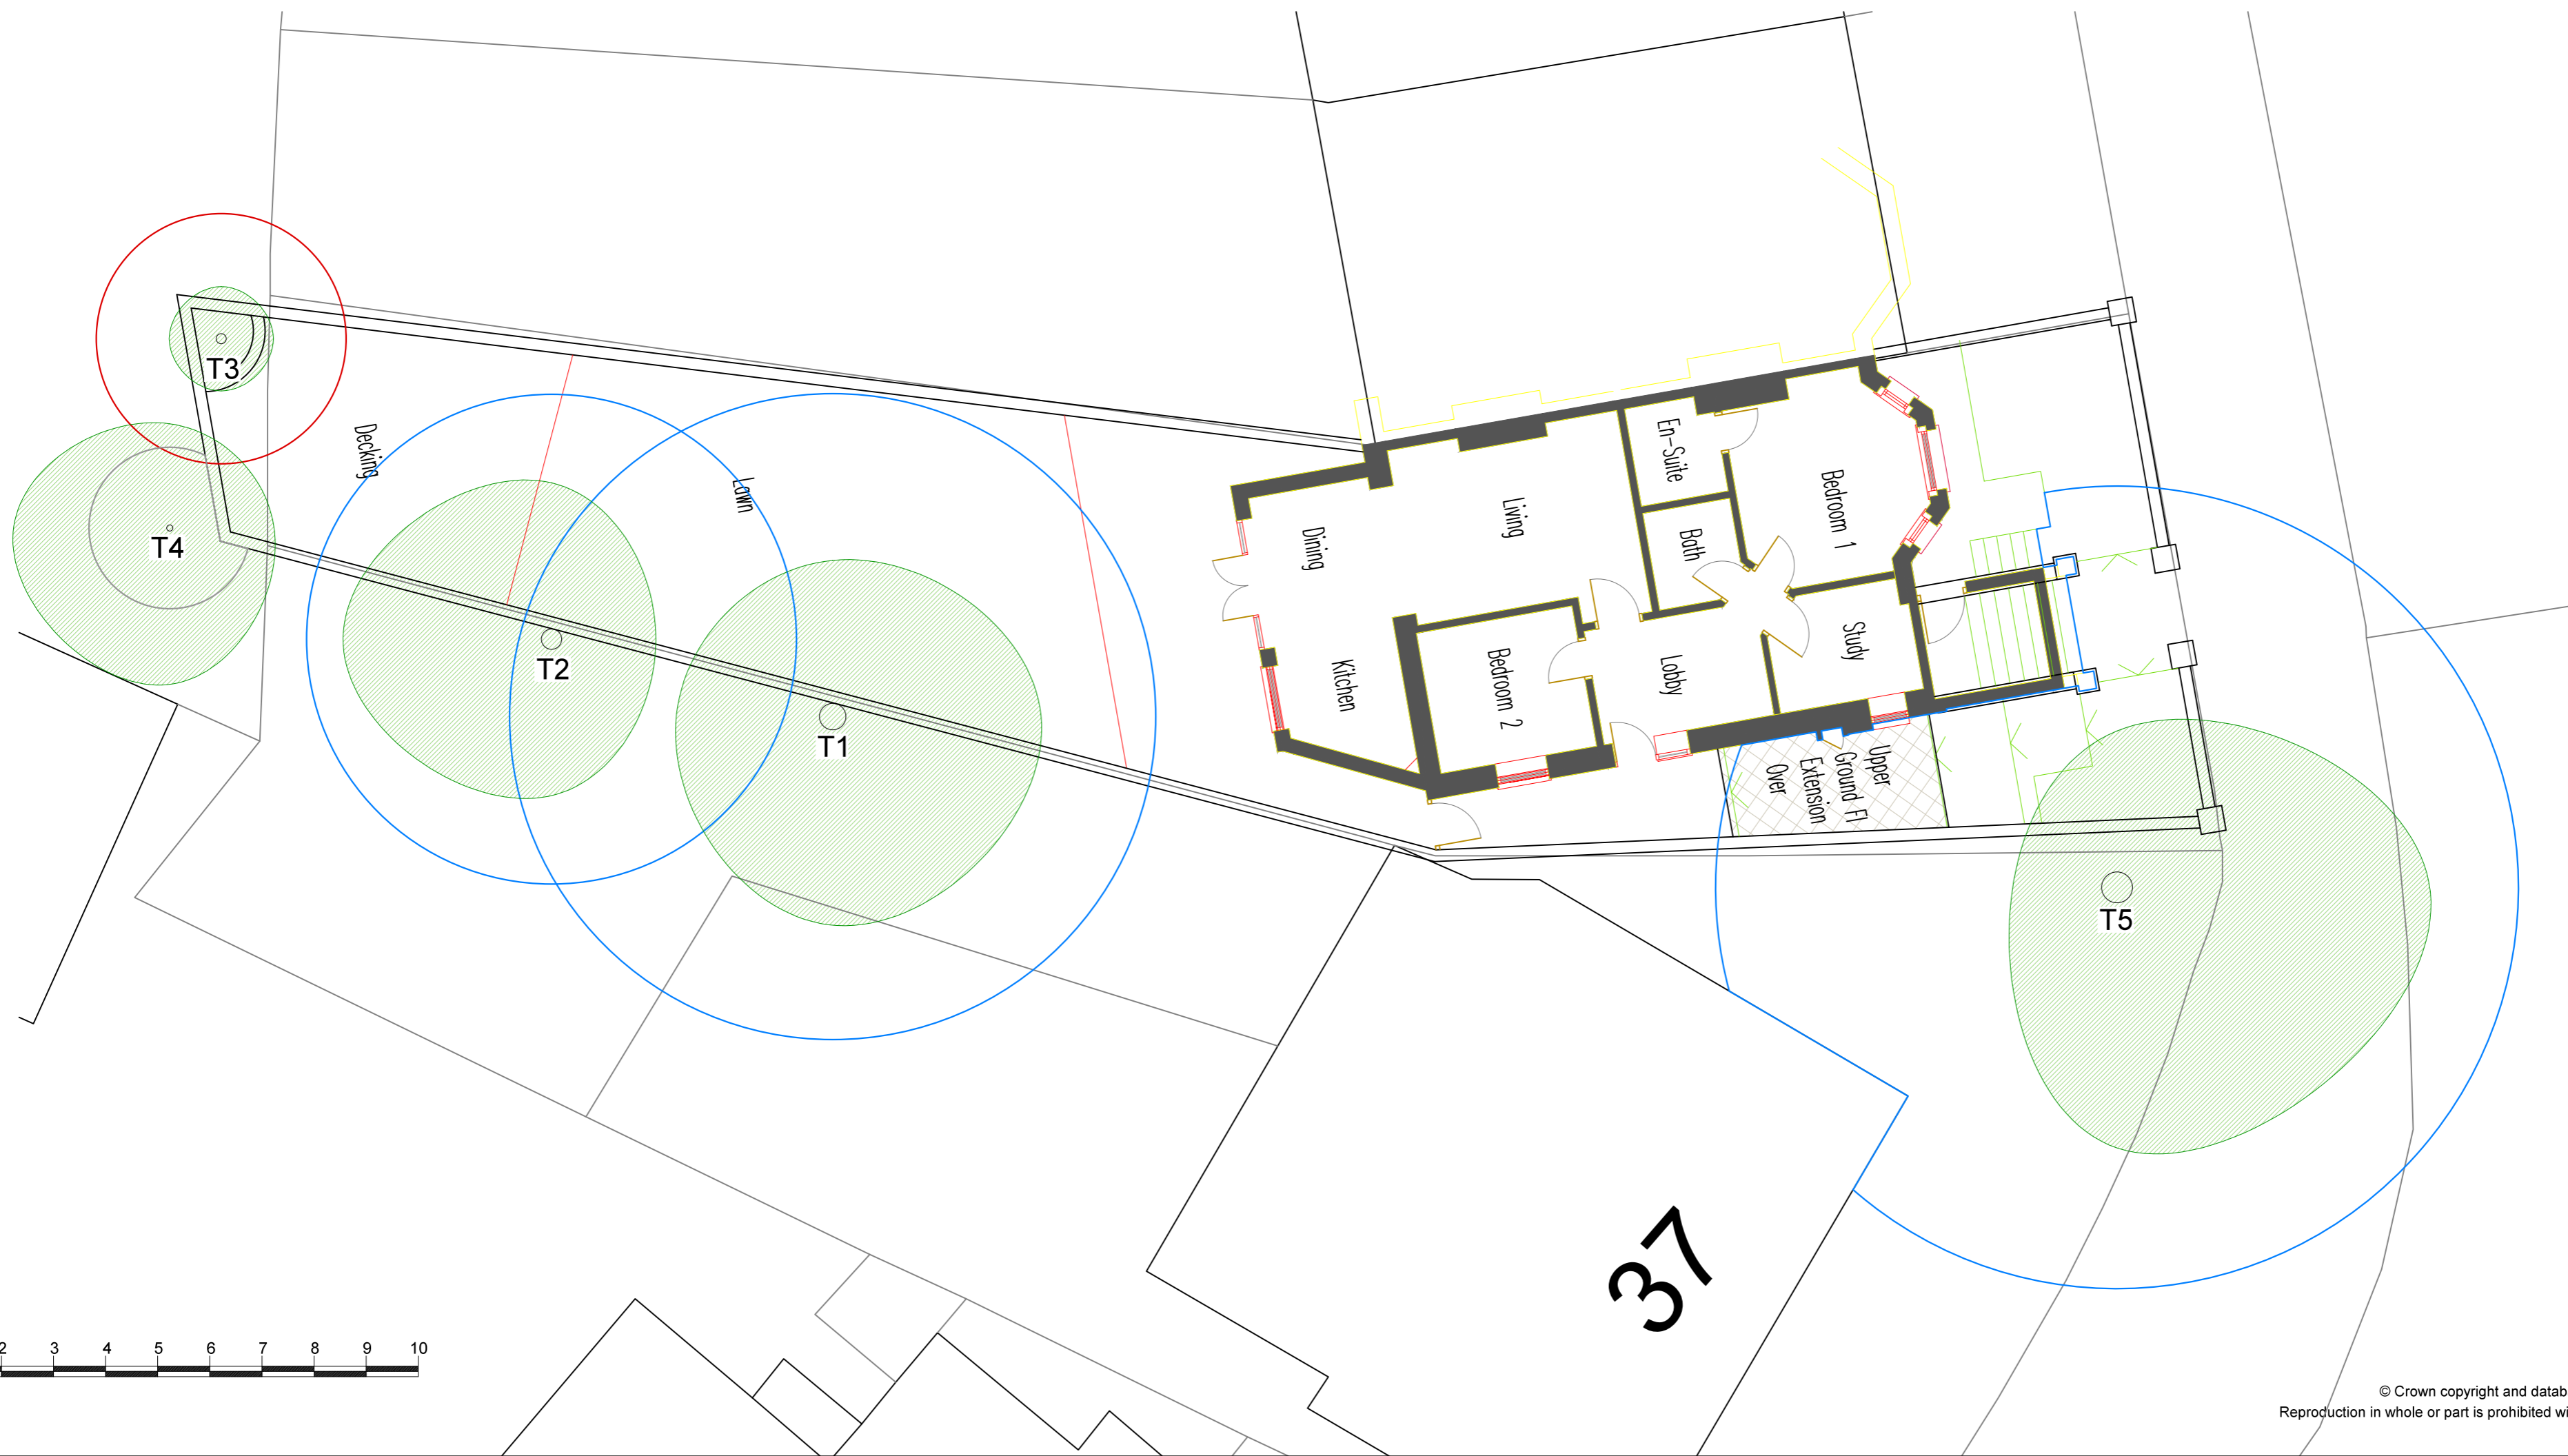 T3
Decking
T4
Lawn
T2
T1
En-Suite
Bedroom 1
Living
Dining
Bath
Study
Kitchen
Bedroom 2
Lobby
Upper
Ground Fl
Extension
Over
T5
37
2 3 4 5 6 7 8 9 10
© Crown copyright and datab
Reproduction in whole or part is prohibited wi